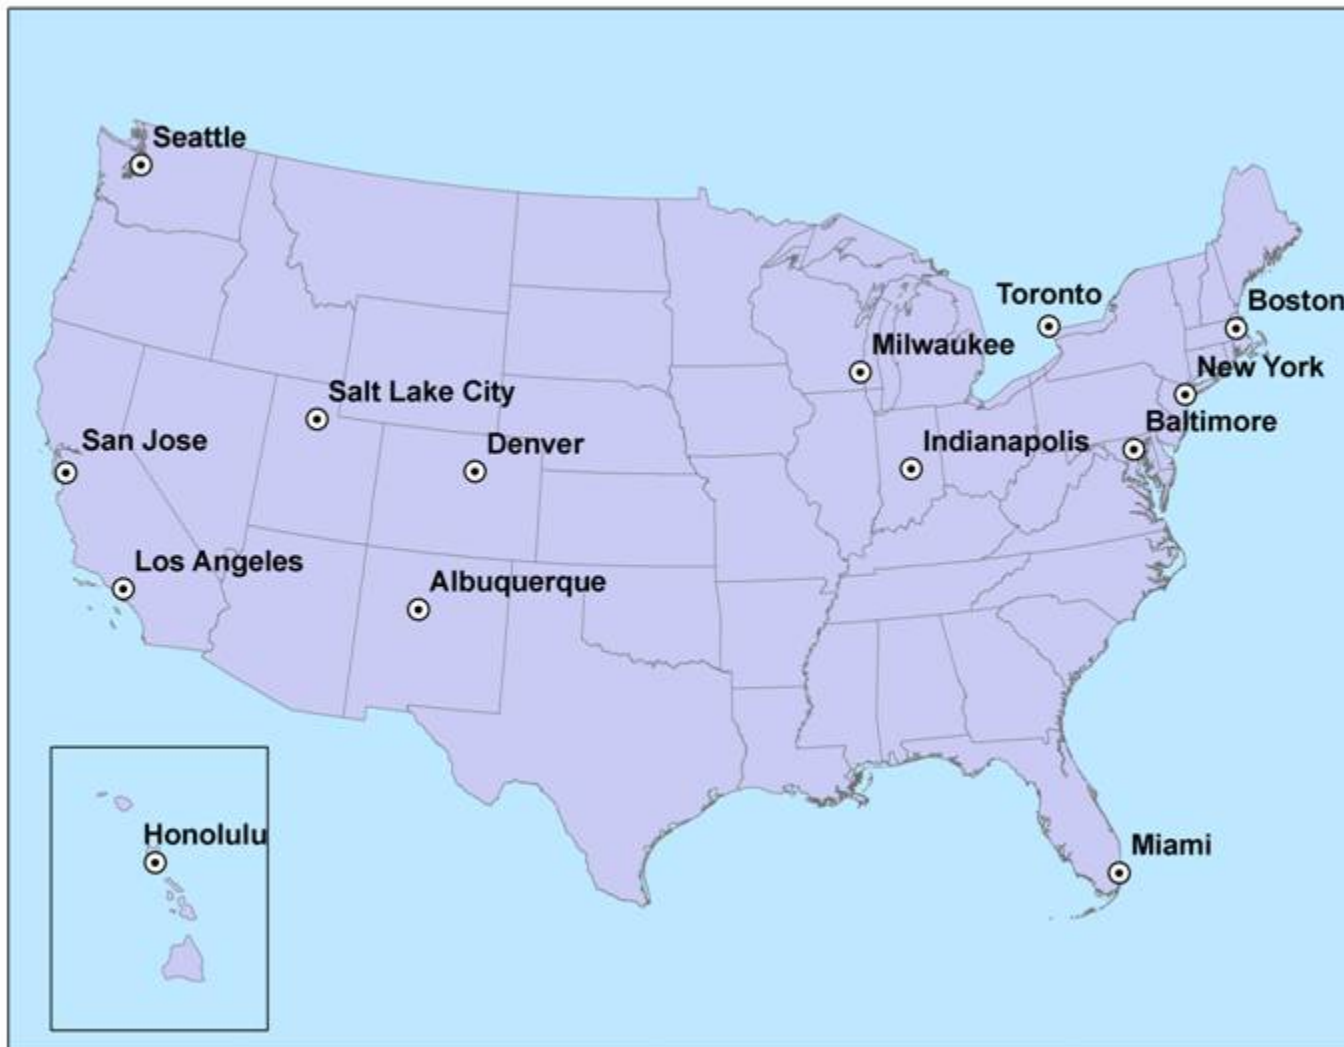 Seattle
Toronto
Boston
Milwaukee
New York
Salt Lake City
Baltimore
San Jose
Denver
Indianapolis
Los Angeles
Albuquerque
Honolulu
Miami